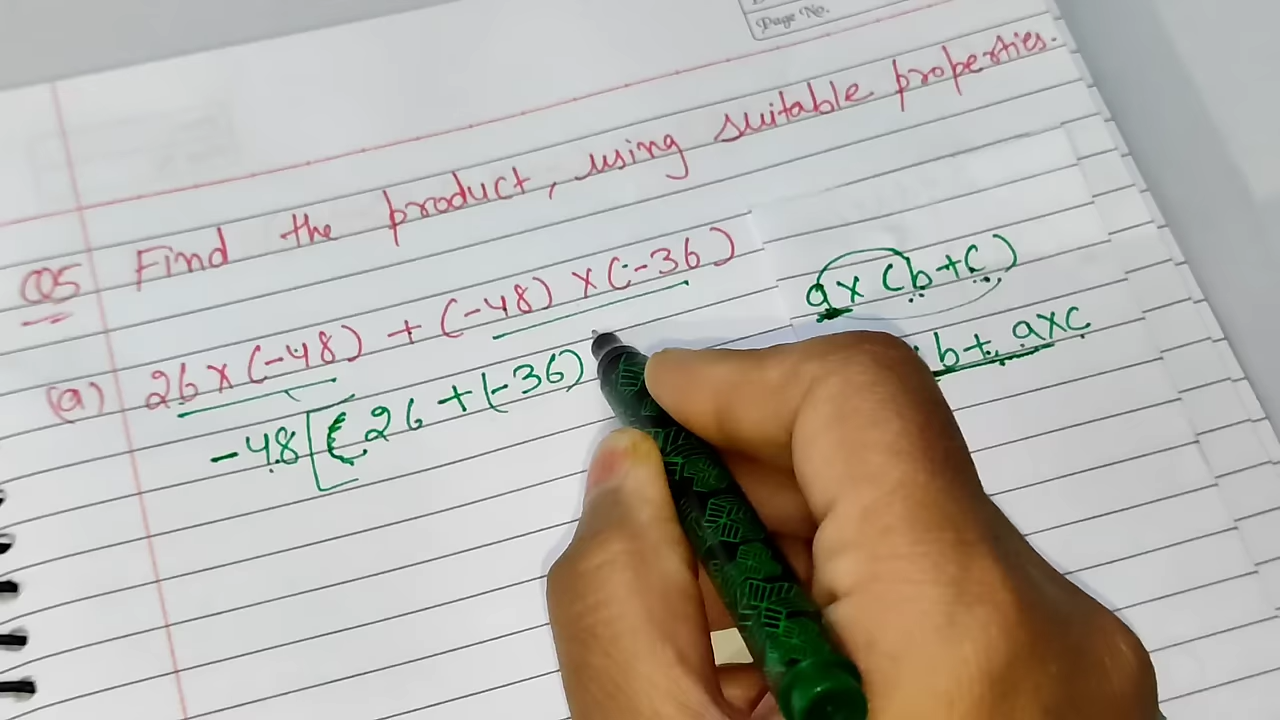 Page No.
Q5 Find the product, using suitable properties.
(a) 26 x (-48) + (-48) x (-36)
a x (b+c)
b + a x c
-48 [ 26 + (-36)